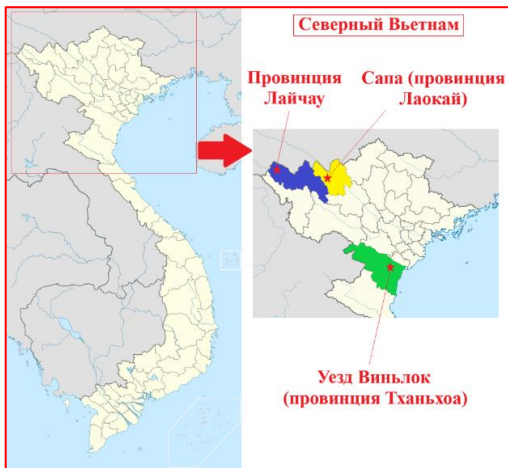 Северный Вьетнам
Провинция
Лайчау
Сапа (провинция
Лаокай)
Уезд Виньлок
(провинция Тханьхоа)